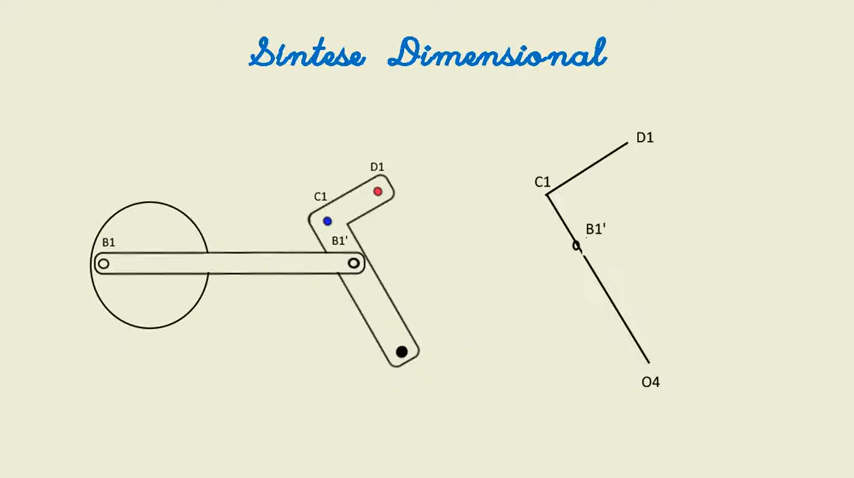 Síntese Dimensional
D1
C1
B1
B1'
D1
C1
B1'
O4